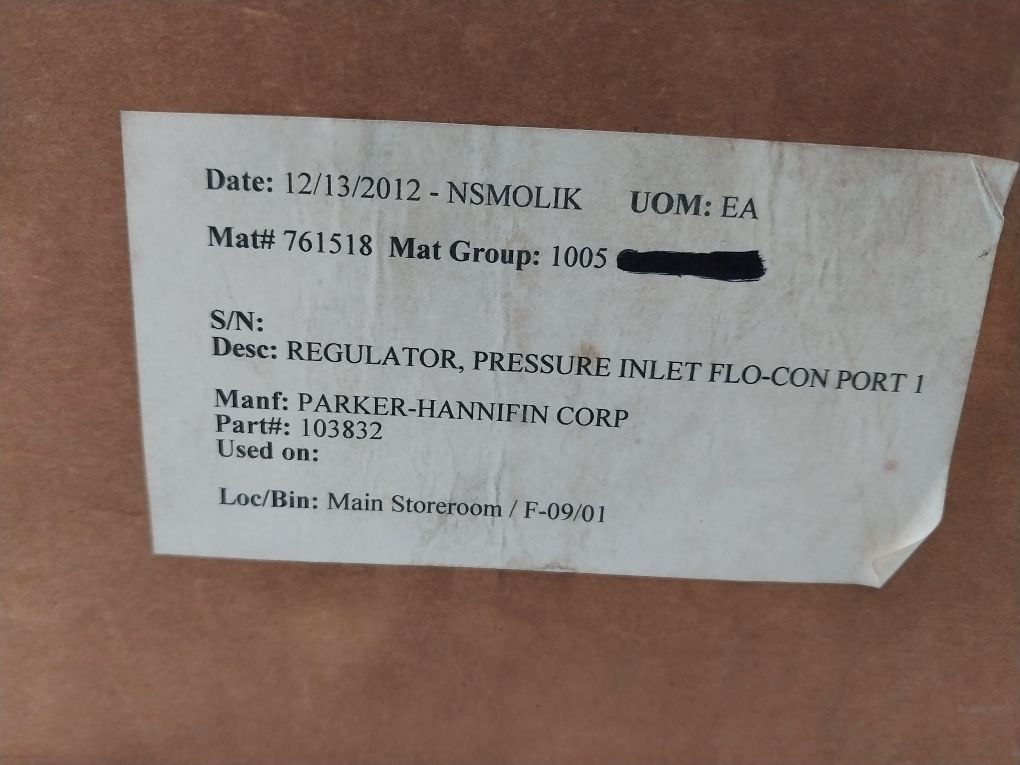 Date: 12/13/2012 - NSMOLIK UOM: EA
Mat# 761518 Mat Group: 1005
S/N:
Desc: REGULATOR, PRESSURE INLET FLO-CON PORT 1
Manf: PARKER-HANNIFIN CORP
Part#: 103832
Used on:
Loc/Bin: Main Storeroom / F-09/01